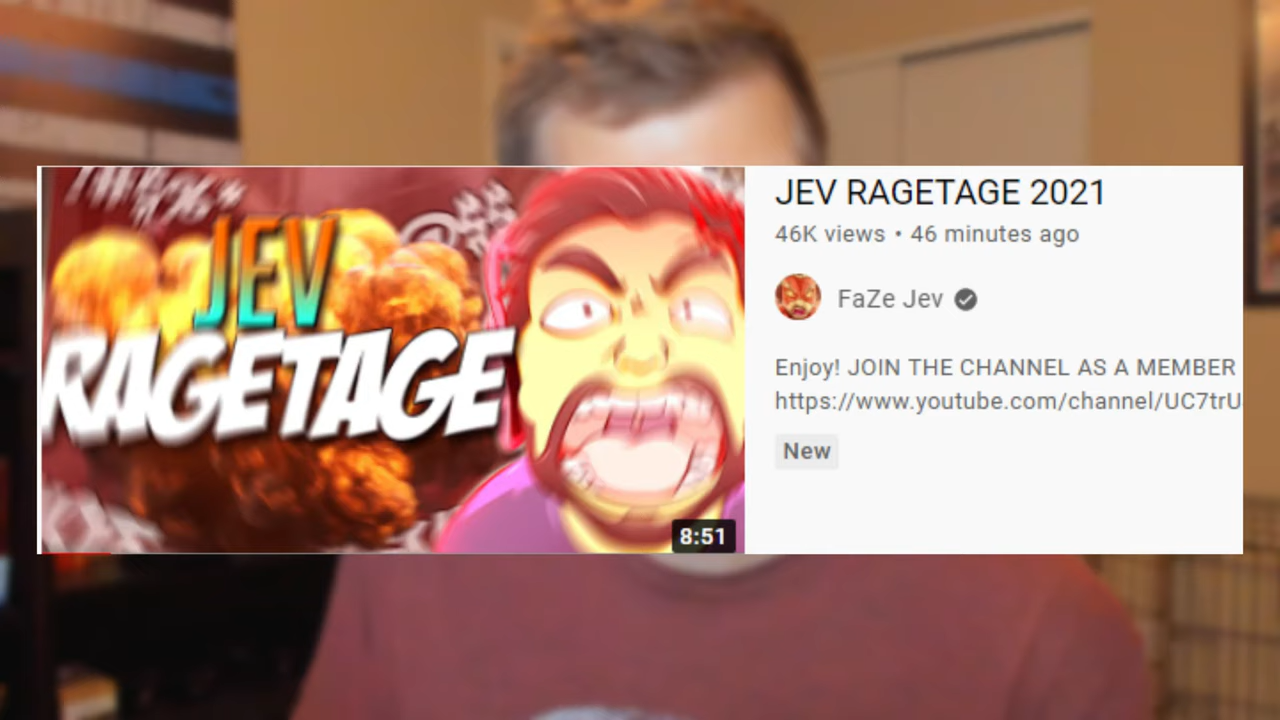 JEV
RAGETAGE
8:51
JEV RAGETAGE 2021
46K views • 46 minutes ago
FaZe Jev
Enjoy! JOIN THE CHANNEL AS A MEMBER
https://www.youtube.com/channel/UC7trU
New